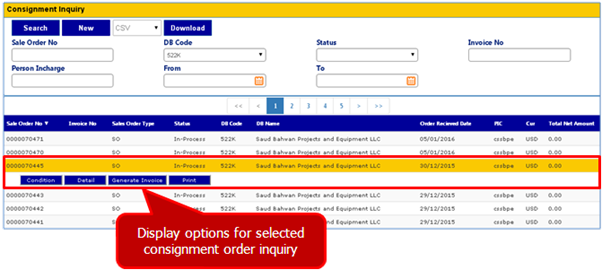 Consignment Inquiry
Search New CSV Download
Sale Order No DB Code Status Invoice No
522K
Person Incharge From To
<< < 1 2 3 4 5 > >>
Sale Order No ▼ Invoice No Sales Order Type Status DB Code DB Name Order Recieved Date PIC Cur Total Net Amount
0000070471 SO In-Process 522K Saud Bahwan Projects and Equipment LLC 05/01/2016 cssbpe USD 0.00
0000070470 SO In-Process 522K Saud Bahwan Projects and Equipment LLC 05/01/2016 cssbpe USD 0.00
0000070445 SO In-Process 522K Saud Bahwan Projects and Equipment LLC 30/12/2015 cssbpe USD 0.00
Condition Detail Generate Invoice Print
0000070443 SO In-Process 522K Saud Bahwan Projects and Equipment LLC 29/12/2015 cssbpe USD 0.00
0000070442 Saud Bahwan Projects and Equipment LLC 29/12/2015 cssbpe USD 0.00
0000070441 Saud Bahwan Projects and Equipment LLC 29/12/2015 cssbpe USD 0.00
Display options for selected
consignment order inquiry